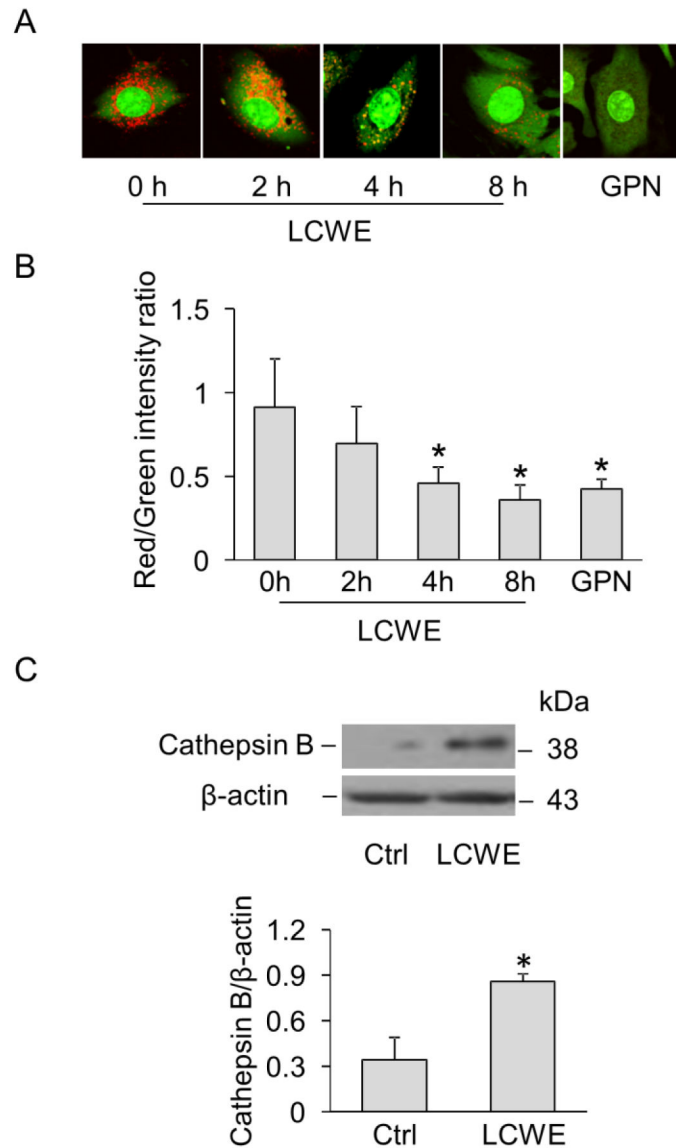 A
0 h 2 h 4 h 8 h GPN
LCWE
B
Red/Green intensity ratio
1.5
1
0.5
0
* * *
0h 2h 4h 8h GPN
LCWE
C
kDa
Cathepsin B – – 38
β-actin – – 43
Ctrl LCWE
Cathepsin B/β-actin
1.2
0.9
0.6
0.3
0
*
Ctrl LCWE